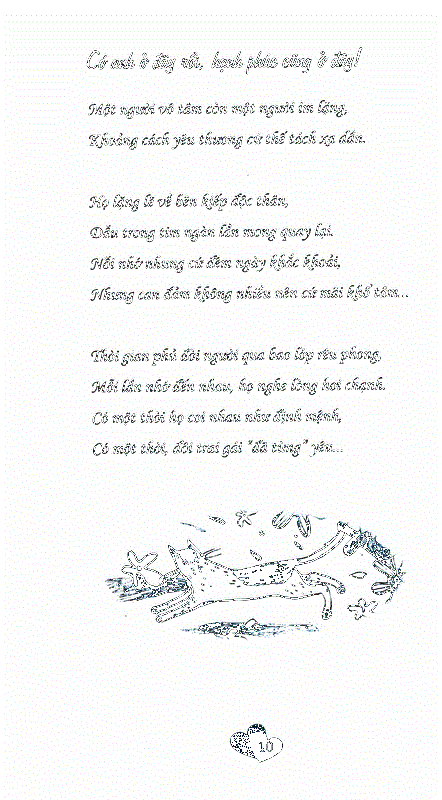 Có anh ở đây rồi, hạnh phúc cũng ở đây!
Một người vô tâm còn một người im lặng,
Khoảng cách yêu thương cứ thế tách xa dần.
Họ lặng lẽ về bên kiếp độc thân,
Dẫu trong tim ngàn lần mong quay lại.
Nỗi nhớ nhung cứ đêm ngày khắc khoải,
Nhưng can đảm không nhiều nên cứ mãi khổ tâm...
Thời gian phủ đời người qua bao lớp rêu phong,
Mỗi lần nhớ đến nhau, họ nghe lòng hơi chạnh.
Có một thời họ coi nhau như định mệnh,
Có một thời, đôi trai gái "đã từng" yêu...
10